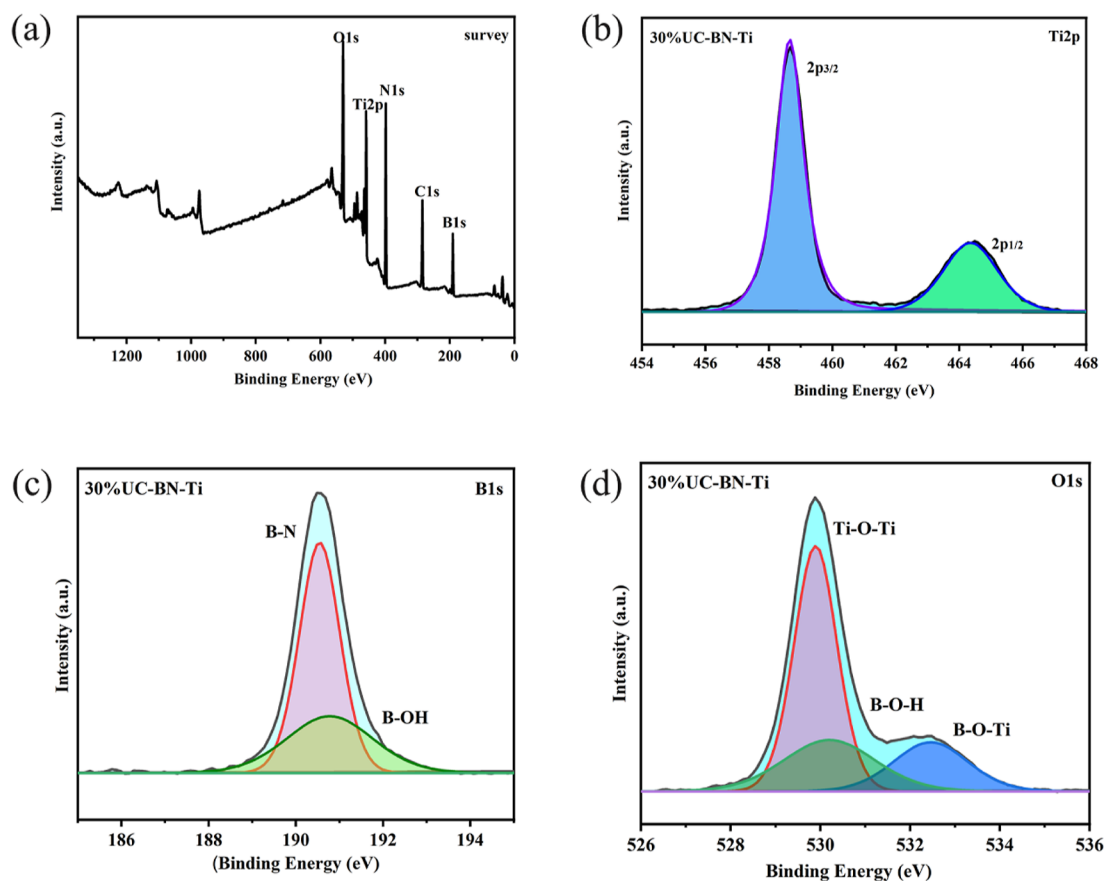 (a)
survey
O1s
N1s
Ti2p
C1s
B1s
Intensity (a.u.)
1200 1000 800 600 400 200 0
Binding Energy (eV)
(b)
30%UC-BN-Ti Ti2p
2p3/2
2p1/2
Intensity (a.u.)
454 456 458 460 462 464 466 468
Binding Energy (eV)
(c)
30%UC-BN-Ti B1s
B-N
B-OH
Intensity (a.u.)
186 188 190 192 194
(Binding Energy (eV)
(d)
30%UC-BN-Ti O1s
Ti-O-Ti
B-O-H
B-O-Ti
Intensity (a.u.)
526 528 530 532 534 536
Binding Energy (eV)